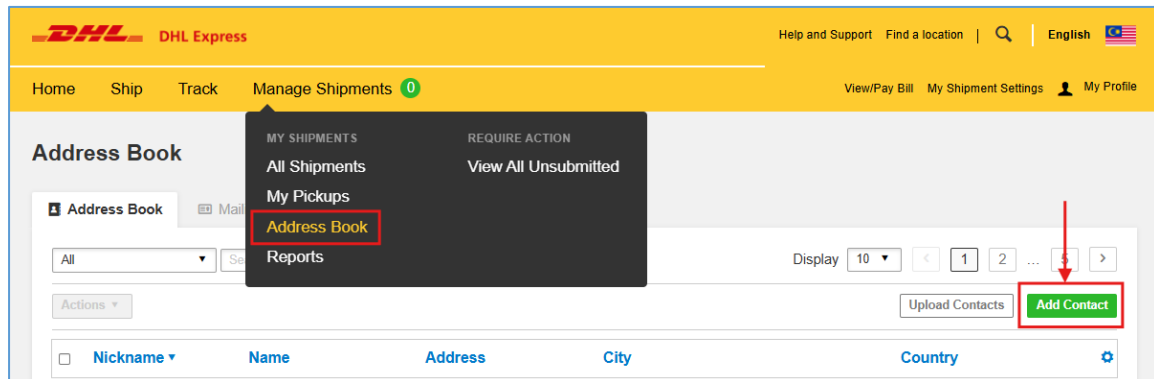 DHL DHL Express
Help and Support Find a location | English
Home Ship Track Manage Shipments 0
View/Pay Bill My Shipment Settings My Profile
MY SHIPMENTS
All Shipments
My Pickups
Address Book
Reports
REQUIRE ACTION
View All Unsubmitted
Address Book
Address Book Mail
All
Display 10 1 2 ... 5
Actions
Upload Contacts Add Contact
Nickname Name Address City Country